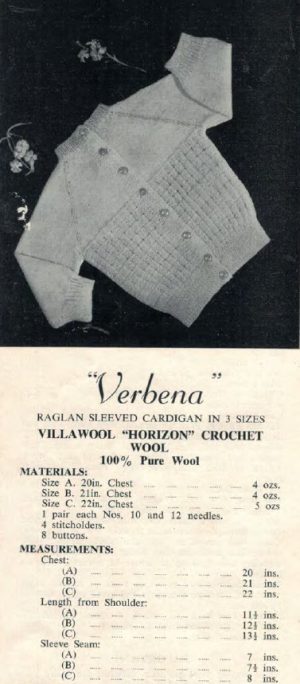 "Verbena"
RAGLAN SLEEVED CARDIGAN IN 3 SIZES
VILLAWOOL "HORIZON" CROCHET
WOOL
100% Pure Wool
MATERIALS:
Size A. 20in. Chest 4 ozs.
Size B. 21in. Chest 4 ozs.
Size C. 22in. Chest 5 ozs
1 pair each Nos, 10 and 12 needles.
4 stitcholders.
8 buttons.
MEASUREMENTS:
Chest:
(A) 20 ins.
(B) 21 ins.
(C) 22 ins.
Length from Shoulder:
(A) 11½ ins.
(B) 12½ ins.
(C) 13½ ins.
Sleeve Seam:
(A) 7 ins.
(B) 7½ ins.
(C) 8 ins.